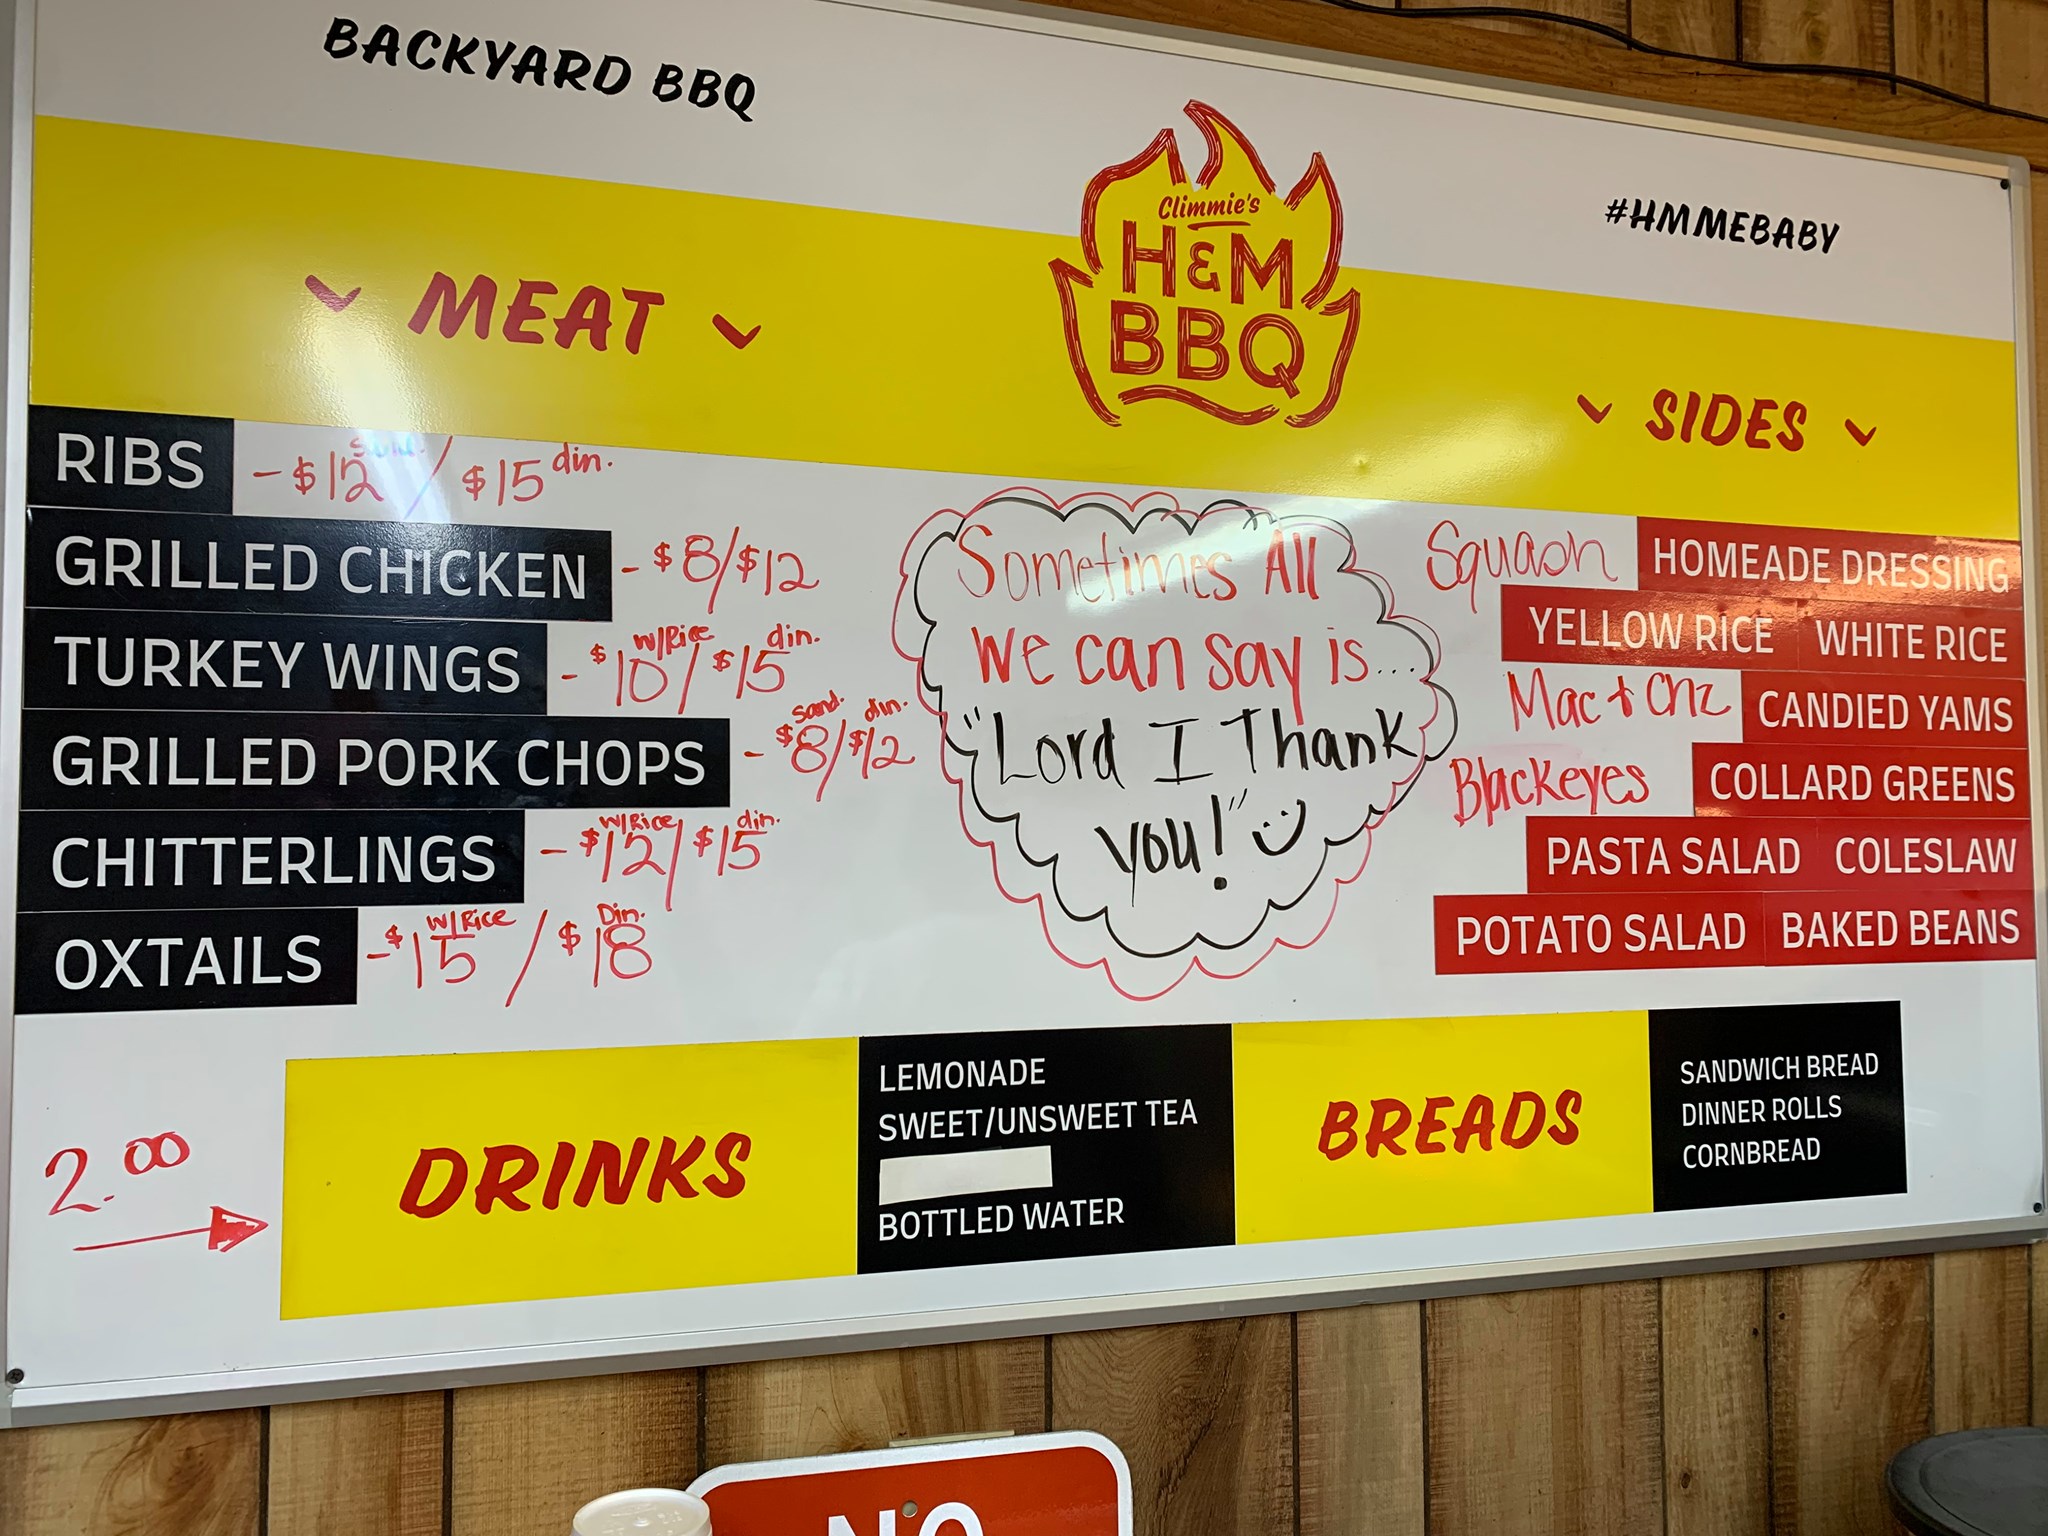 BACKYARD BBQ
Climmie's
H&M
BBQ
#HMMEBABY
MEAT
RIBS - $12 / $15 din.
GRILLED CHICKEN - $8/$12
TURKEY WINGS - $10 w/Rice / $15 din.
GRILLED PORK CHOPS - $8 sand. / $12 din.
CHITTERLINGS - $12 w/Rice / $15 din.
OXTAILS - $15 w/Rice / $18 Din.
Sometimes All
we can say is...
"Lord I Thank
you!"
SIDES
Squash HOMEADE DRESSING
YELLOW RICE WHITE RICE
Mac + Chz CANDIED YAMS
Blackeyes COLLARD GREENS
PASTA SALAD COLESLAW
POTATO SALAD BAKED BEANS
2.00
DRINKS
LEMONADE
SWEET/UNSWEET TEA
BOTTLED WATER
BREADS
SANDWICH BREAD
DINNER ROLLS
CORNBREAD
NO